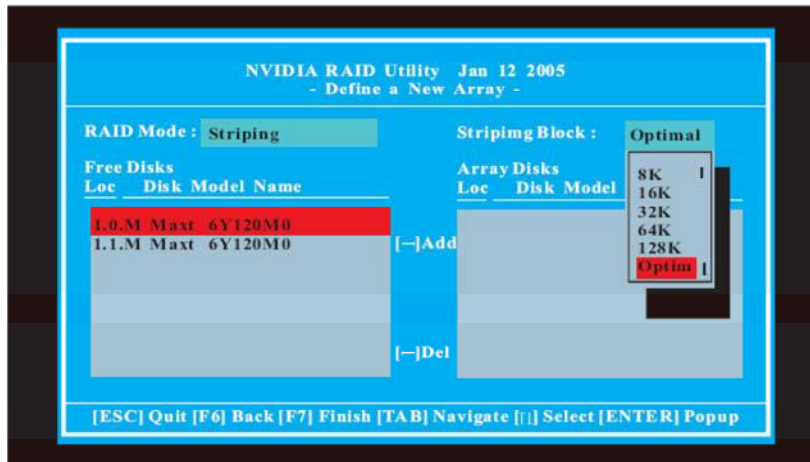 NVIDIA RAID Utility Jan 12 2005
- Define a New Array -
RAID Mode : Striping
Stripimg Block : Optimal
Free Disks
Loc Disk Model Name
1.0.M Maxt 6Y120M0
1.1.M Maxt 6Y120M0
[—]Add
[—]Del
Array Disks
Loc Disk Model
8K
16K
32K
64K
128K
Optim
[ESC] Quit [F6] Back [F7] Finish [TAB] Navigate [] Select [ENTER] Popup